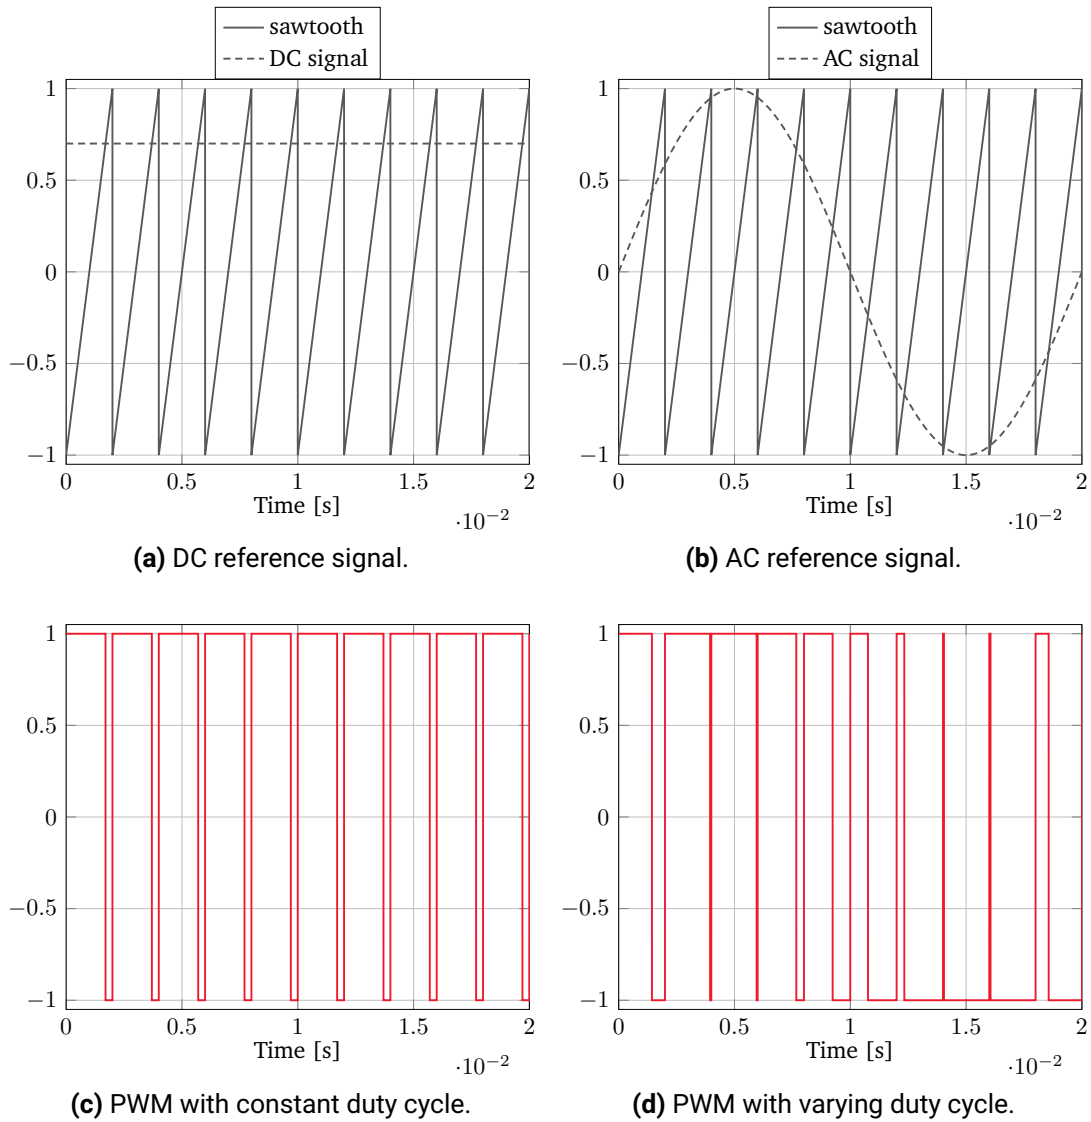 sawtooth
DC signal
1
0.5
0
−0.5
−1
0 0.5 1 1.5 2
Time [s]
·10⁻²
(a) DC reference signal.
sawtooth
AC signal
1
0.5
0
−0.5
−1
0 0.5 1 1.5 2
Time [s]
·10⁻²
(b) AC reference signal.
1
0.5
0
−0.5
−1
0 0.5 1 1.5 2
Time [s]
·10⁻²
(c) PWM with constant duty cycle.
1
0.5
0
−0.5
−1
0 0.5 1 1.5 2
Time [s]
·10⁻²
(d) PWM with varying duty cycle.